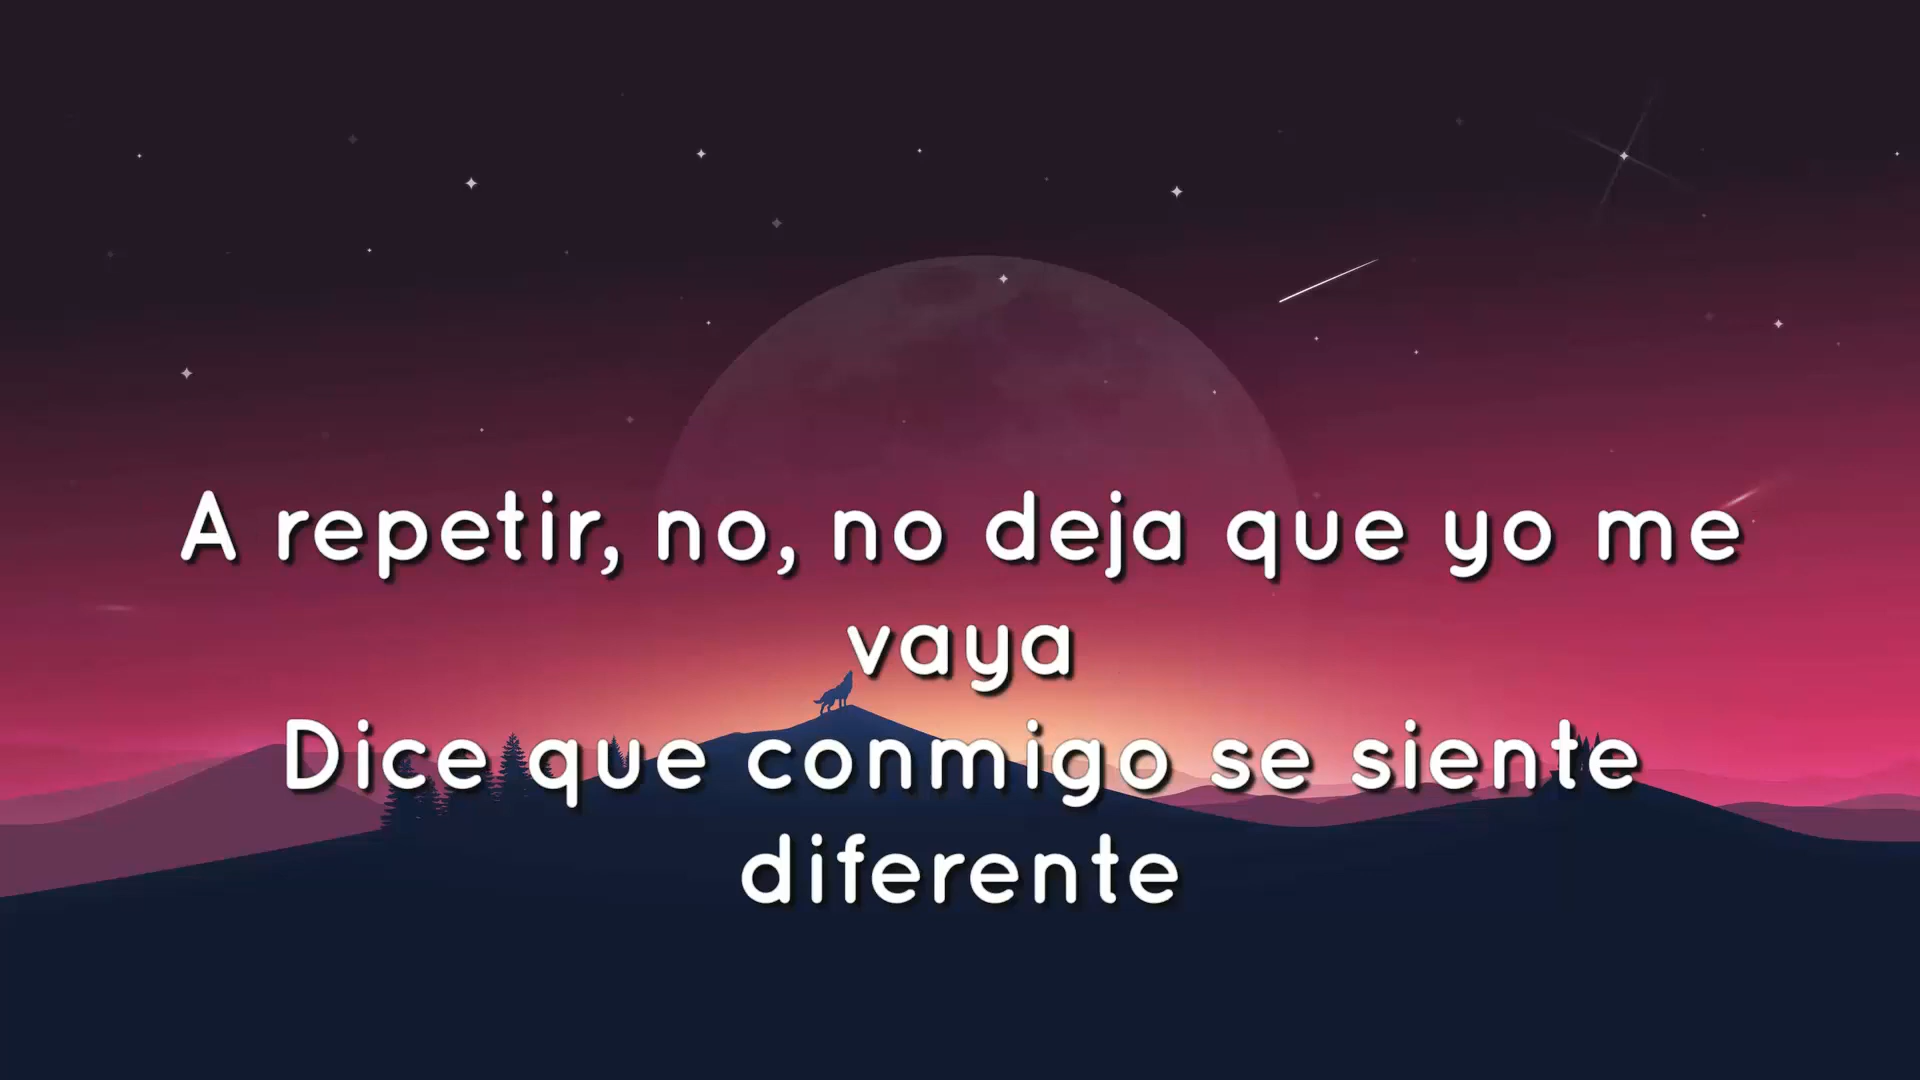 A repetir, no, no deja que yo me
vaya
Dice que conmigo se siente
diferente